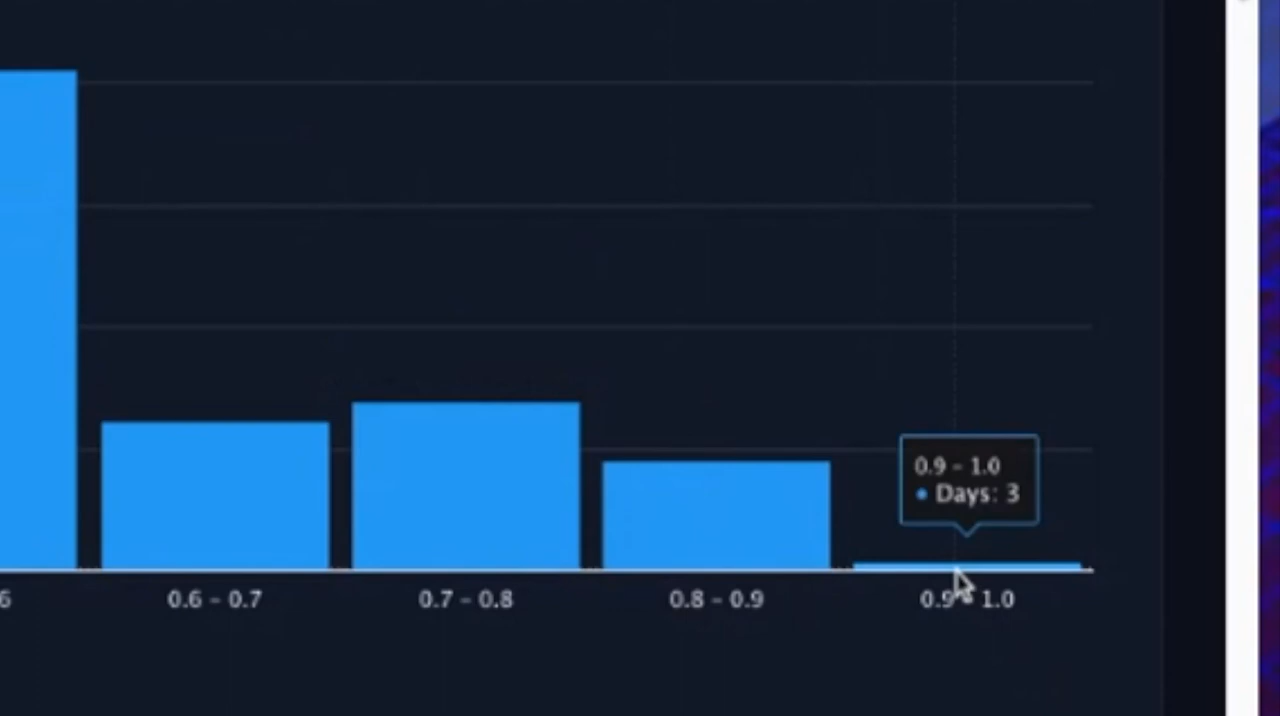 0.9 – 1.0
Days: 3
6
0.6 – 0.7
0.7 – 0.8
0.8 – 0.9
0.9 – 1.0